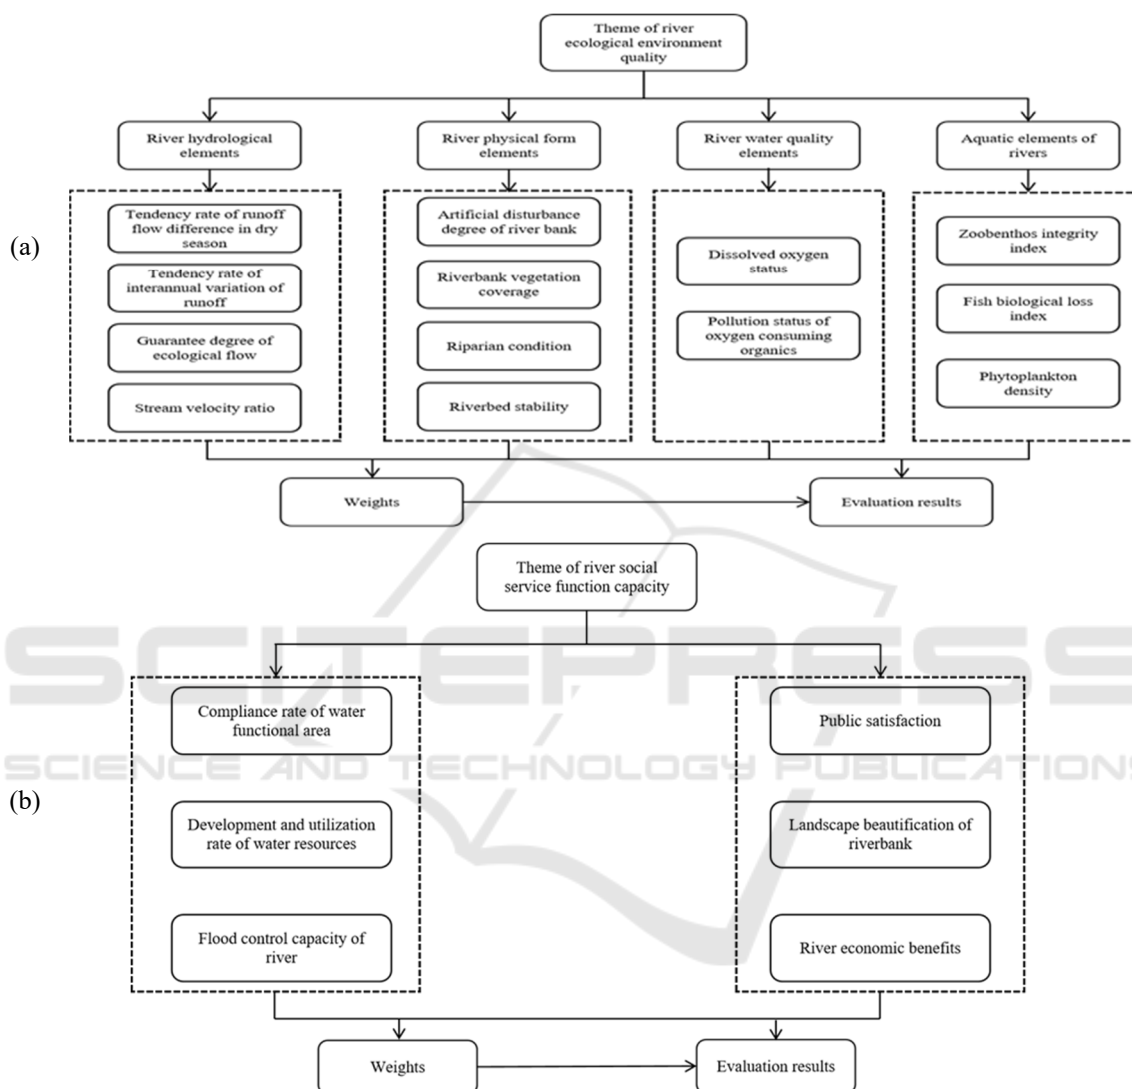 Theme of river
ecological environment
quality
River hydrological
elements
River physical form
elements
River water quality
elements
Aquatic elements of
rivers
(a)
Tendency rate of runoff
flow difference in dry
season
Tendency rate of
interannual variation of
runoff
Guarantee degree of
ecological flow
Stream velocity ratio
Artificial disturbance
degree of river bank
Riverbank vegetation
coverage
Riparian condition
Riverbed stability
Dissolved oxygen
status
Pollution status of
oxygen consuming
organics
Zoobenthos integrity
index
Fish biological loss
index
Phytoplankton
density
Weights
Evaluation results
Theme of river social
service function capacity
SCITEPRESS
SCIENCE AND TECHNOLOGY PUBLICATIONS
(b)
Compliance rate of water
functional area
Development and utilization
rate of water resources
Flood control capacity of
river
Public satisfaction
Landscape beautification of
riverbank
River economic benefits
Weights
Evaluation results